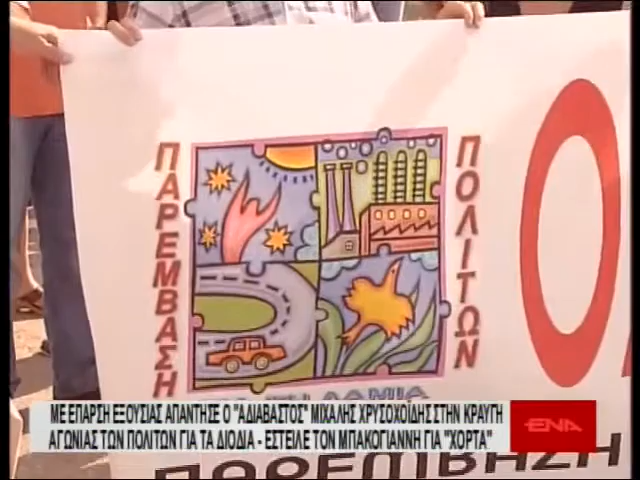 ΠΑΡΕΜΒΑΣΗ
ΠΟΛΙΤΩΝ
ΜΕ ΕΠΑΡΣΗ ΕΞΟΥΣΙΑΣ ΑΠΑΝΤΗΣΕ Ο "ΑΔΙΑΒΑΣΤΟΣ" ΜΙΧΑΛΗΣ ΧΡΥΣΟΧΟΪΔΗΣ ΣΤΗΝ ΚΡΑΥΓΗ
ΑΓΩΝΙΑΣ ΤΩΝ ΠΟΛΙΤΩΝ ΓΙΑ ΤΑ ΔΙΟΔΙΑ - ΕΣΤΕΙΛΕ ΤΟΝ ΜΠΑΚΟΓΙΑΝΝΗ ΓΙΑ "ΧΟΡΤΑ"
ENA
ΠΑΡΕΜΒΑΣΗ